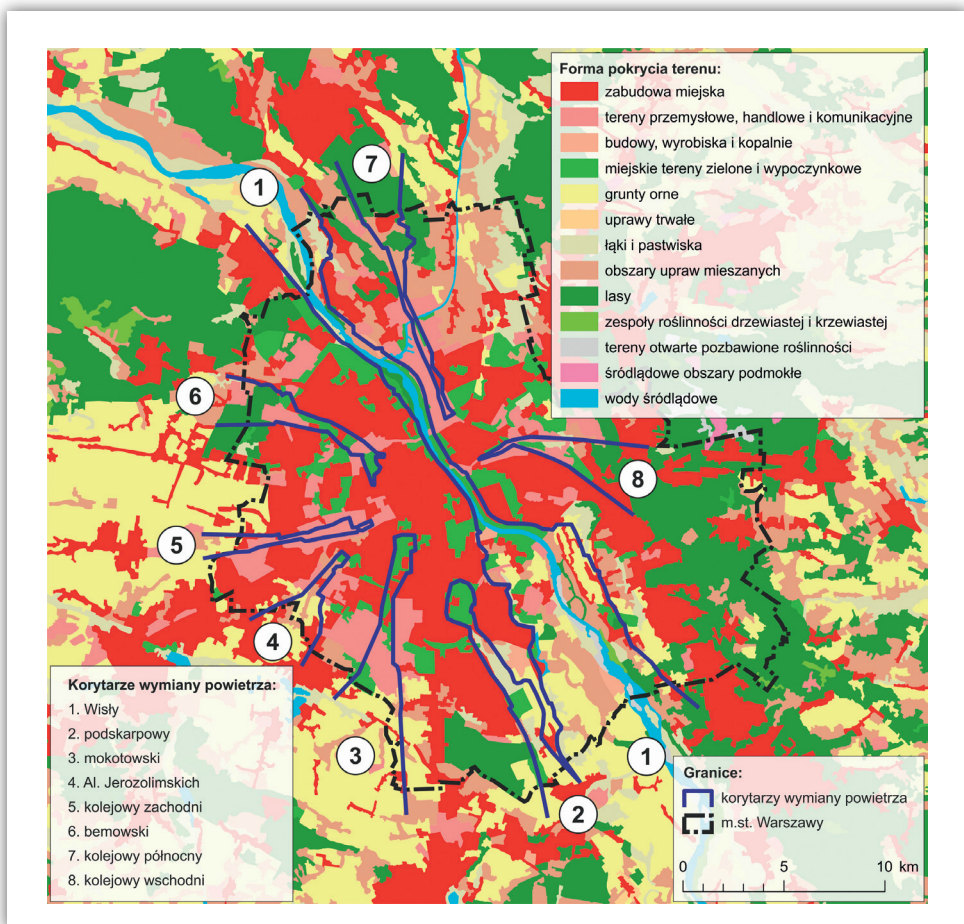 Forma pokrycia terenu:
zabudowa miejska
tereny przemysłowe, handlowe i komunikacyjne
budowy, wyrobiska i kopalnie
miejskie tereny zielone i wypoczynkowe
grunty orne
uprawy trwałe
łąki i pastwiska
obszary upraw mieszanych
lasy
zespoły roślinności drzewiastej i krzewiastej
tereny otwarte pozbawione roślinności
śródlądowe obszary podmokłe
wody śródlądowe
7
1
6
8
5
4
3
1
2
Korytarze wymiany powietrza:
1. Wisły
2. podskarpowy
3. mokotowski
4. Al. Jerozolimskich
5. kolejowy zachodni
6. bemowski
7. kolejowy północny
8. kolejowy wschodni
Granice:
korytarzy wymiany powietrza
m.st. Warszawy
0 5 10 km